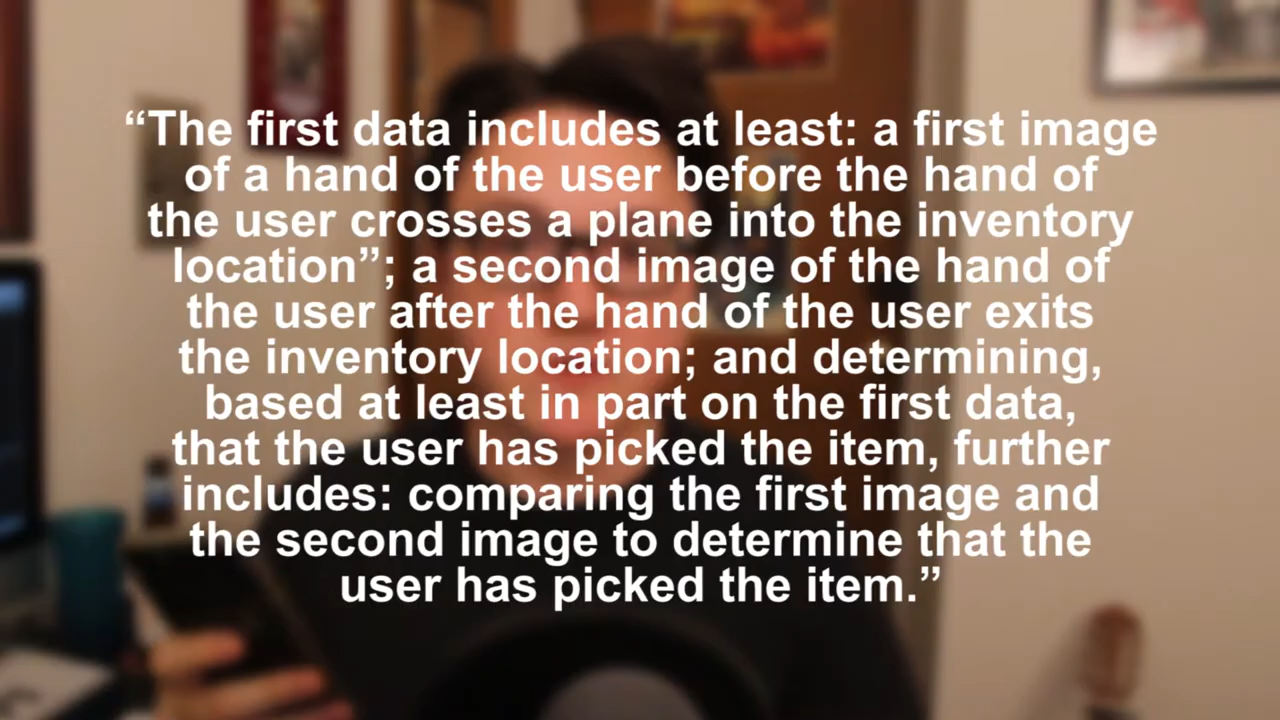 “The first data includes at least: a first image
of a hand of the user before the hand of
the user crosses a plane into the inventory
location”; a second image of the hand of
the user after the hand of the user exits
the inventory location; and determining,
based at least in part on the first data,
that the user has picked the item, further
includes: comparing the first image and
the second image to determine that the
user has picked the item.”